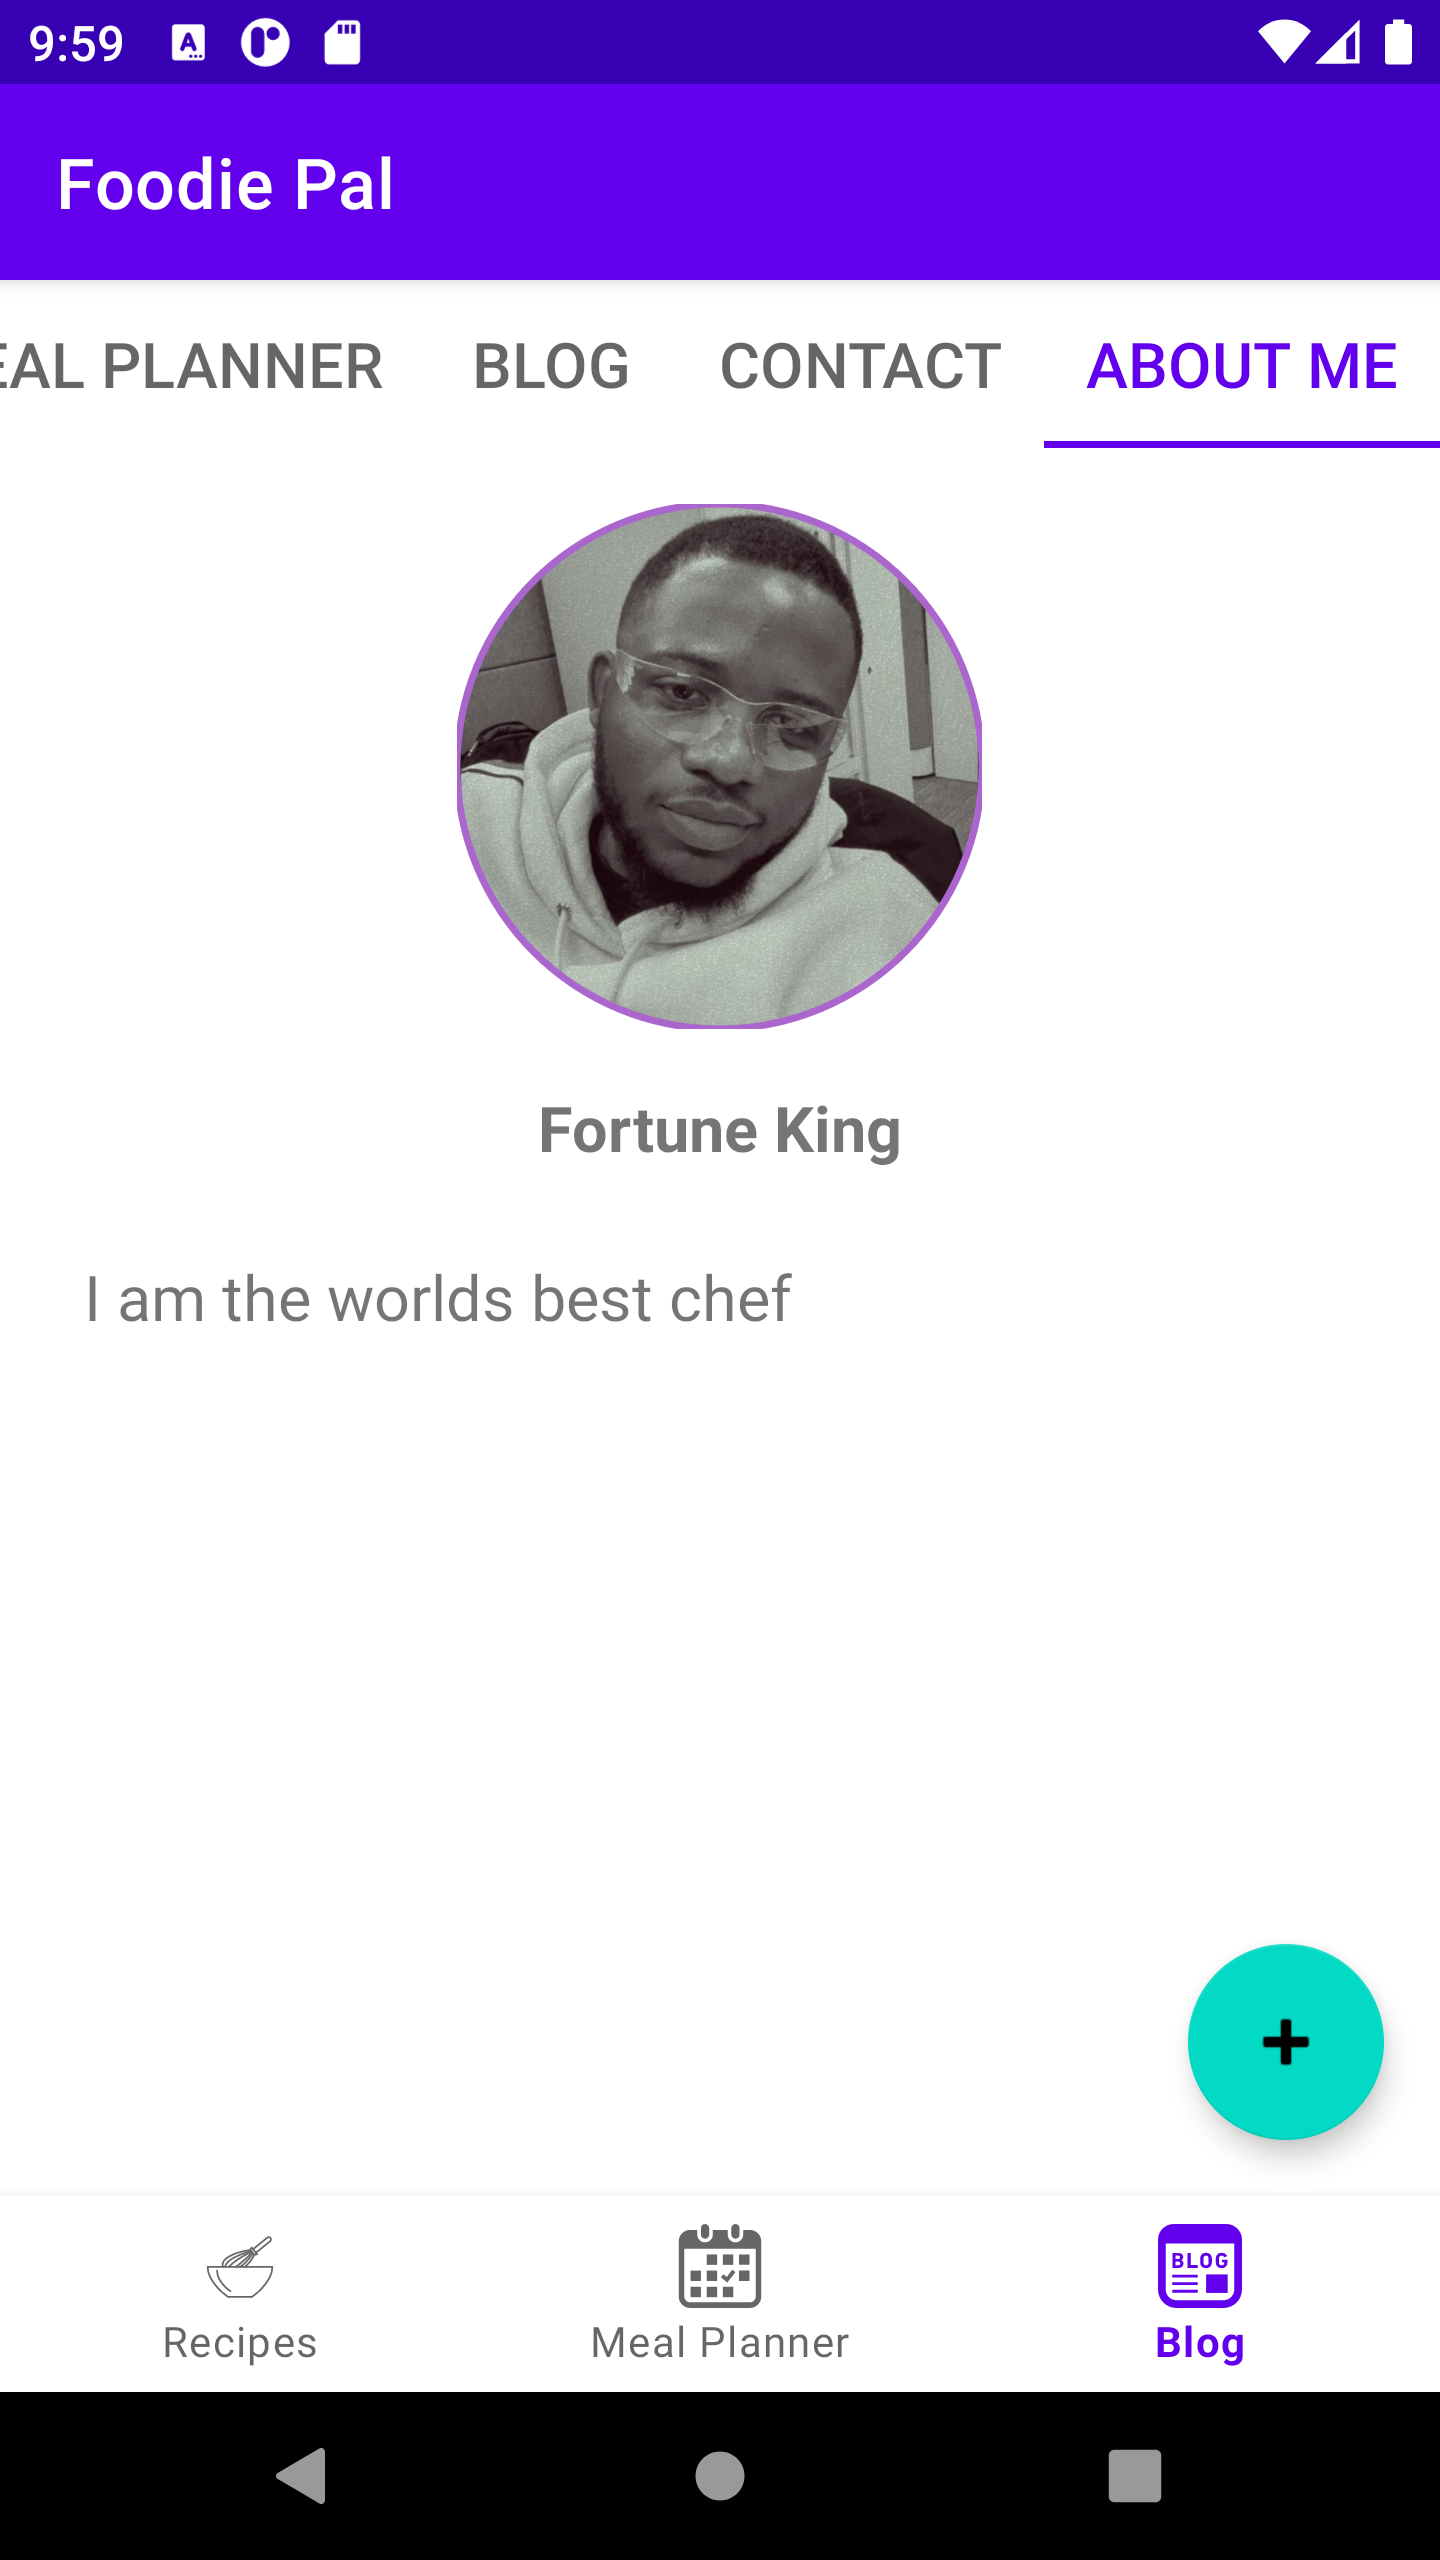 9:59
Foodie Pal
EAL PLANNER BLOG CONTACT ABOUT ME
Fortune King
I am the worlds best chef
+
BLOG
Recipes Meal Planner Blog